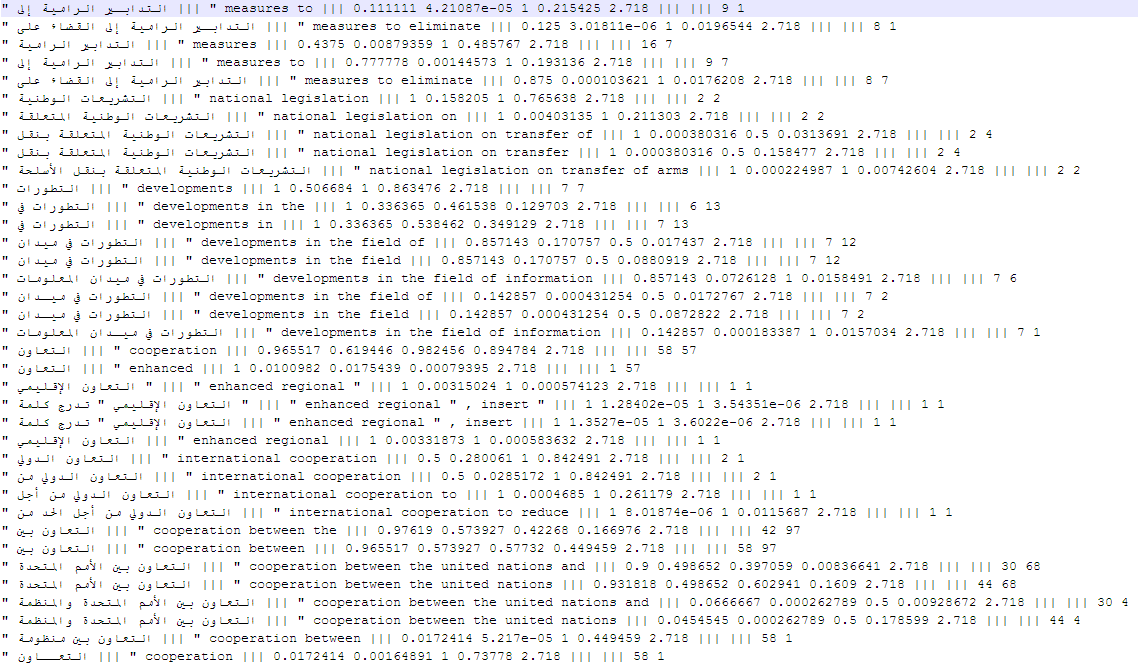 " التدابــير الرامية إلى ||| " measures to ||| 0.111111 4.21087e-05 1 0.215425 2.718 ||| ||| 9 1
" التدابــير الرامية إلى القضاء على ||| " measures to eliminate ||| 0.125 3.01811e-06 1 0.0196544 2.718 ||| ||| 8 1
" التدابير الرامية ||| " measures ||| 0.4375 0.00879359 1 0.485767 2.718 ||| ||| 16 7
" التدابير الرامية إلى ||| " measures to ||| 0.777778 0.00144573 1 0.193136 2.718 ||| ||| 9 7
" التدابير الرامية إلى القضاء على ||| " measures to eliminate ||| 0.875 0.000103621 1 0.0176208 2.718 ||| ||| 8 7
" التشريعات الوطنية ||| " national legislation ||| 1 0.158205 1 0.765638 2.718 ||| ||| 2 2
" التشريعات الوطنية المتعلقة ||| " national legislation on ||| 1 0.00403135 1 0.211303 2.718 ||| ||| 2 2
" التشريعات الوطنية المتعلقة بنقل ||| " national legislation on transfer of ||| 1 0.000380316 0.5 0.0313691 2.718 ||| ||| 2 4
" التشريعات الوطنية المتعلقة بنقل ||| " national legislation on transfer ||| 1 0.000380316 0.5 0.158477 2.718 ||| ||| 2 4
" التشريعات الوطنية المتعلقة بنقل الأسلحة ||| " national legislation on transfer of arms ||| 1 0.000224987 1 0.00742604 2.718 ||| ||| 2 2
" التطورات ||| " developments ||| 1 0.506684 1 0.863476 2.718 ||| ||| 7 7
" التطورات في ||| " developments in the ||| 1 0.336365 0.461538 0.129703 2.718 ||| ||| 6 13
" التطورات في ||| " developments in ||| 1 0.336365 0.538462 0.349129 2.718 ||| ||| 7 13
" التطورات في ميدان ||| " developments in the field of ||| 0.857143 0.170757 0.5 0.017437 2.718 ||| ||| 7 12
" التطورات في ميدان ||| " developments in the field ||| 0.857143 0.170757 0.5 0.0880919 2.718 ||| ||| 7 12
" التطورات في ميدان المعلومات ||| " developments in the field of information ||| 0.857143 0.0726128 1 0.0158491 2.718 ||| ||| 7 6
" التطورات في ميــدان ||| " developments in the field of ||| 0.142857 0.000431254 0.5 0.0172767 2.718 ||| ||| 7 2
" التطورات في ميــدان ||| " developments in the field ||| 0.142857 0.000431254 0.5 0.0872822 2.718 ||| ||| 7 2
" التطورات في ميــدان المعلومات ||| " developments in the field of information ||| 0.142857 0.000183387 1 0.0157034 2.718 ||| ||| 7 1
" التعاون ||| " cooperation ||| 0.965517 0.619446 0.982456 0.894784 2.718 ||| ||| 58 57
" التعاون ||| " enhanced ||| 1 0.0100982 0.0175439 0.00079395 2.718 ||| ||| 1 57
" التعاون الإقليمي " ||| " enhanced regional " ||| 1 0.00315024 1 0.000574123 2.718 ||| ||| 1 1
" التعاون الإقليمي " تدرج كلمة " ||| " enhanced regional " , insert " ||| 1 1.28402e-05 1 3.54351e-06 2.718 ||| ||| 1 1
" التعاون الإقليمي " تدرج كلمة ||| " enhanced regional " , insert ||| 1 1.3527e-05 1 3.6022e-06 2.718 ||| ||| 1 1
" التعاون الإقليمي ||| " enhanced regional ||| 1 0.00331873 1 0.000583632 2.718 ||| ||| 1 1
" التعاون الدولي ||| " international cooperation ||| 0.5 0.280061 1 0.842491 2.718 ||| ||| 2 1
" التعاون الدولي من ||| " international cooperation ||| 0.5 0.0285172 1 0.842491 2.718 ||| ||| 2 1
" التعاون الدولي من أجل ||| " international cooperation to ||| 1 0.0004685 1 0.261179 2.718 ||| ||| 1 1
" التعاون الدولي من أجل الحد من ||| " international cooperation to reduce ||| 1 8.01874e-06 1 0.0115687 2.718 ||| ||| 1 1
" التعاون بين ||| " cooperation between the ||| 0.97619 0.573927 0.42268 0.166976 2.718 ||| ||| 42 97
" التعاون بين ||| " cooperation between ||| 0.965517 0.573927 0.57732 0.449459 2.718 ||| ||| 58 97
" التعاون بين الأمم المتحدة ||| " cooperation between the united nations and ||| 0.9 0.498652 0.397059 0.00836641 2.718 ||| ||| 30 68
" التعاون بين الأمم المتحدة ||| " cooperation between the united nations ||| 0.931818 0.498652 0.602941 0.1609 2.718 ||| ||| 44 68
" التعاون بين الأمم المتحدة والمنظمة ||| " cooperation between the united nations and ||| 0.0666667 0.000262789 0.5 0.00928672 2.718 ||| ||| 30 4
" التعاون بين الأمم المتحدة والمنظمة ||| " cooperation between the united nations ||| 0.0454545 0.000262789 0.5 0.178599 2.718 ||| ||| 44 4
" التعاون بين منظومة ||| " cooperation between ||| 0.0172414 5.217e-05 1 0.449459 2.718 ||| ||| 58 1
" التعـــاون ||| " cooperation ||| 0.0172414 0.00164891 1 0.73778 2.718 ||| ||| 58 1